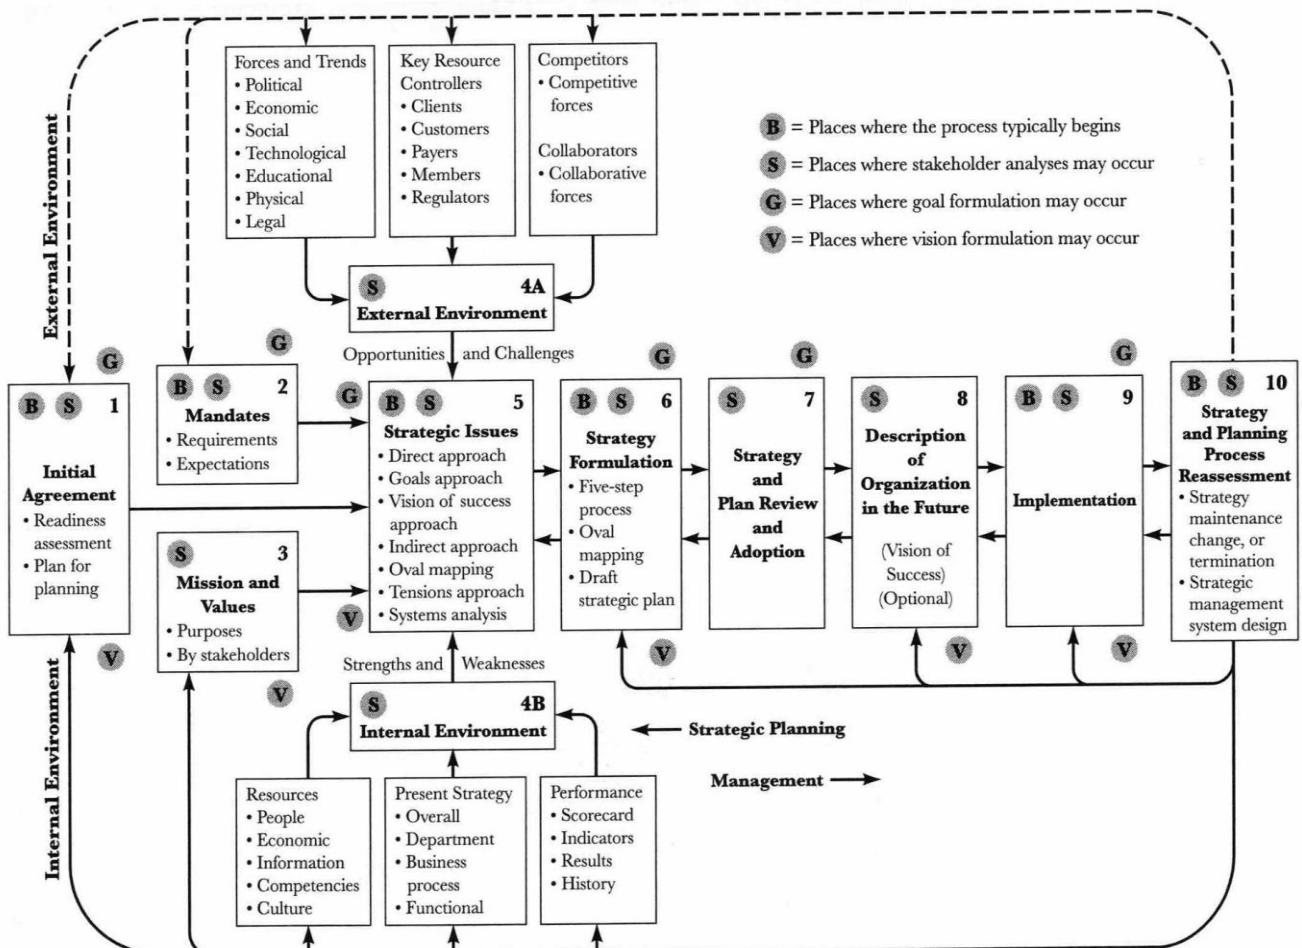 External Environment
Forces and Trends
• Political
• Economic
• Social
• Technological
• Educational
• Physical
• Legal
Key Resource
Controllers
• Clients
• Customers
• Payers
• Members
• Regulators
Competitors
• Competitive
forces
Collaborators
• Collaborative
forces
B = Places where the process typically begins
S = Places where stakeholder analyses may occur
G = Places where goal formulation may occur
V = Places where vision formulation may occur
S 4A
External Environment
Opportunities and Challenges
G
B S 1
Initial
Agreement
• Readiness
assessment
• Plan for
planning
V
G
B S 2
Mandates
• Requirements
• Expectations
S 3
Mission and
Values
• Purposes
• By stakeholders
V
G
B S 5
Strategic Issues
• Direct approach
• Goals approach
• Vision of success
approach
• Indirect approach
• Oval mapping
• Tensions approach
• Systems analysis
V
G
B S 6
Strategy
Formulation
• Five-step
process
• Oval
mapping
• Draft
strategic plan
V
G
S 7
Strategy
and
Plan Review
and
Adoption
S 8
Description
of
Organization
in the Future
(Vision of
Success)
(Optional)
V
G
B S 9
Implementation
V
B S 10
Strategy
and Planning
Process
Reassessment
• Strategy
maintenance
change, or
termination
• Strategic
management
system design
Strengths and Weaknesses
S 4B
Internal Environment
Strategic Planning
Management
Internal Environment
Resources
• People
• Economic
• Information
• Competencies
• Culture
Present Strategy
• Overall
• Department
• Business
process
• Functional
Performance
• Scorecard
• Indicators
• Results
• History